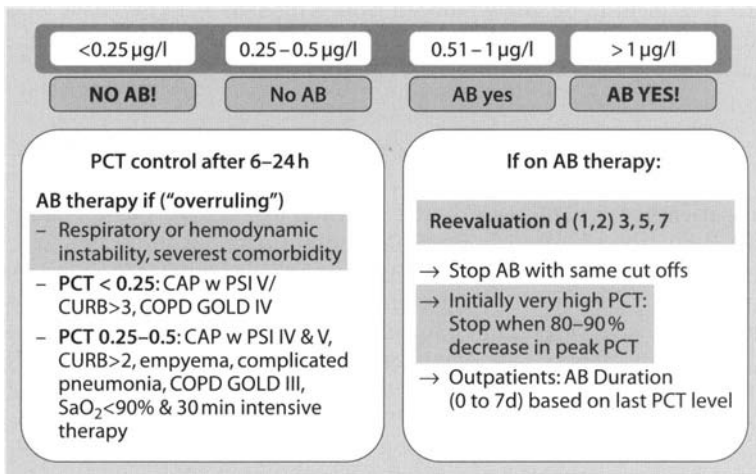 <0.25 µg/l
0.25–0.5 µg/l
0.51–1 µg/l
>1 µg/l
NO AB!
No AB
AB yes
AB YES!
PCT control after 6–24 h
AB therapy if ("overruling")
– Respiratory or hemodynamic
instability, severest comorbidity
– PCT < 0.25: CAP w PSI V/
CURB>3, COPD GOLD IV
– PCT 0.25–0.5: CAP w PSI IV & V,
CURB>2, empyema, complicated
pneumonia, COPD GOLD III,
SaO₂<90% & 30 min intensive
therapy
If on AB therapy:
Reevaluation d (1,2) 3, 5, 7
→ Stop AB with same cut offs
→ Initially very high PCT:
Stop when 80–90%
decrease in peak PCT
→ Outpatients: AB Duration
(0 to 7d) based on last PCT level